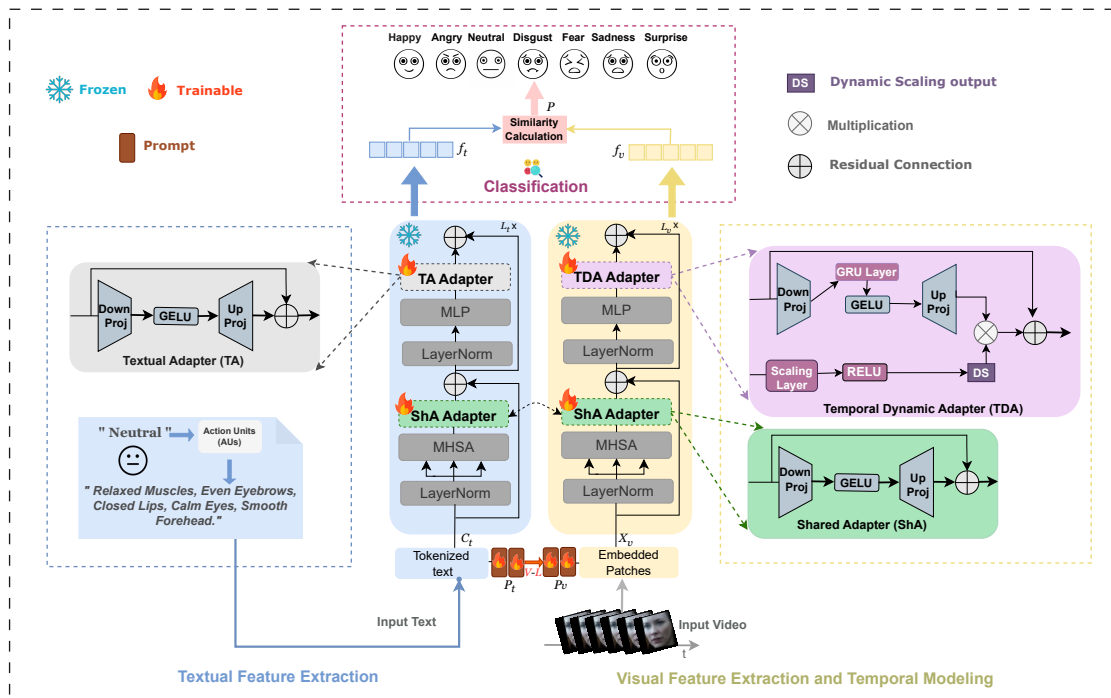 Happy Angry Neutral Disgust Fear Sadness Surprise
Frozen
Trainable
Prompt
P
Similarity
Calculation
f_t
f_v
Classification
DS
Dynamic Scaling output
Multiplication
Residual Connection
L_t x
TA Adapter
MLP
LayerNorm
ShA Adapter
MHSA
LayerNorm
C_t
Tokenized
text
L_v x
TDA Adapter
MLP
LayerNorm
ShA Adapter
MHSA
LayerNorm
X_v
Embedded
Patches
P_t
V-L
Pv
Down
Proj
GELU
Up
Proj
Textual Adapter (TA)
" Neutral "
Action Units
(AUs)
" Relaxed Muscles, Even Eyebrows,
Closed Lips, Calm Eyes, Smooth
Forehead."
Down
Proj
GRU Layer
GELU
Up
Proj
Scaling
Layer
RELU
DS
Temporal Dynamic Adapter (TDA)
Down
Proj
GELU
Up
Proj
Shared Adapter (ShA)
Input Text
Input Video
t
Textual Feature Extraction
Visual Feature Extraction and Temporal Modeling